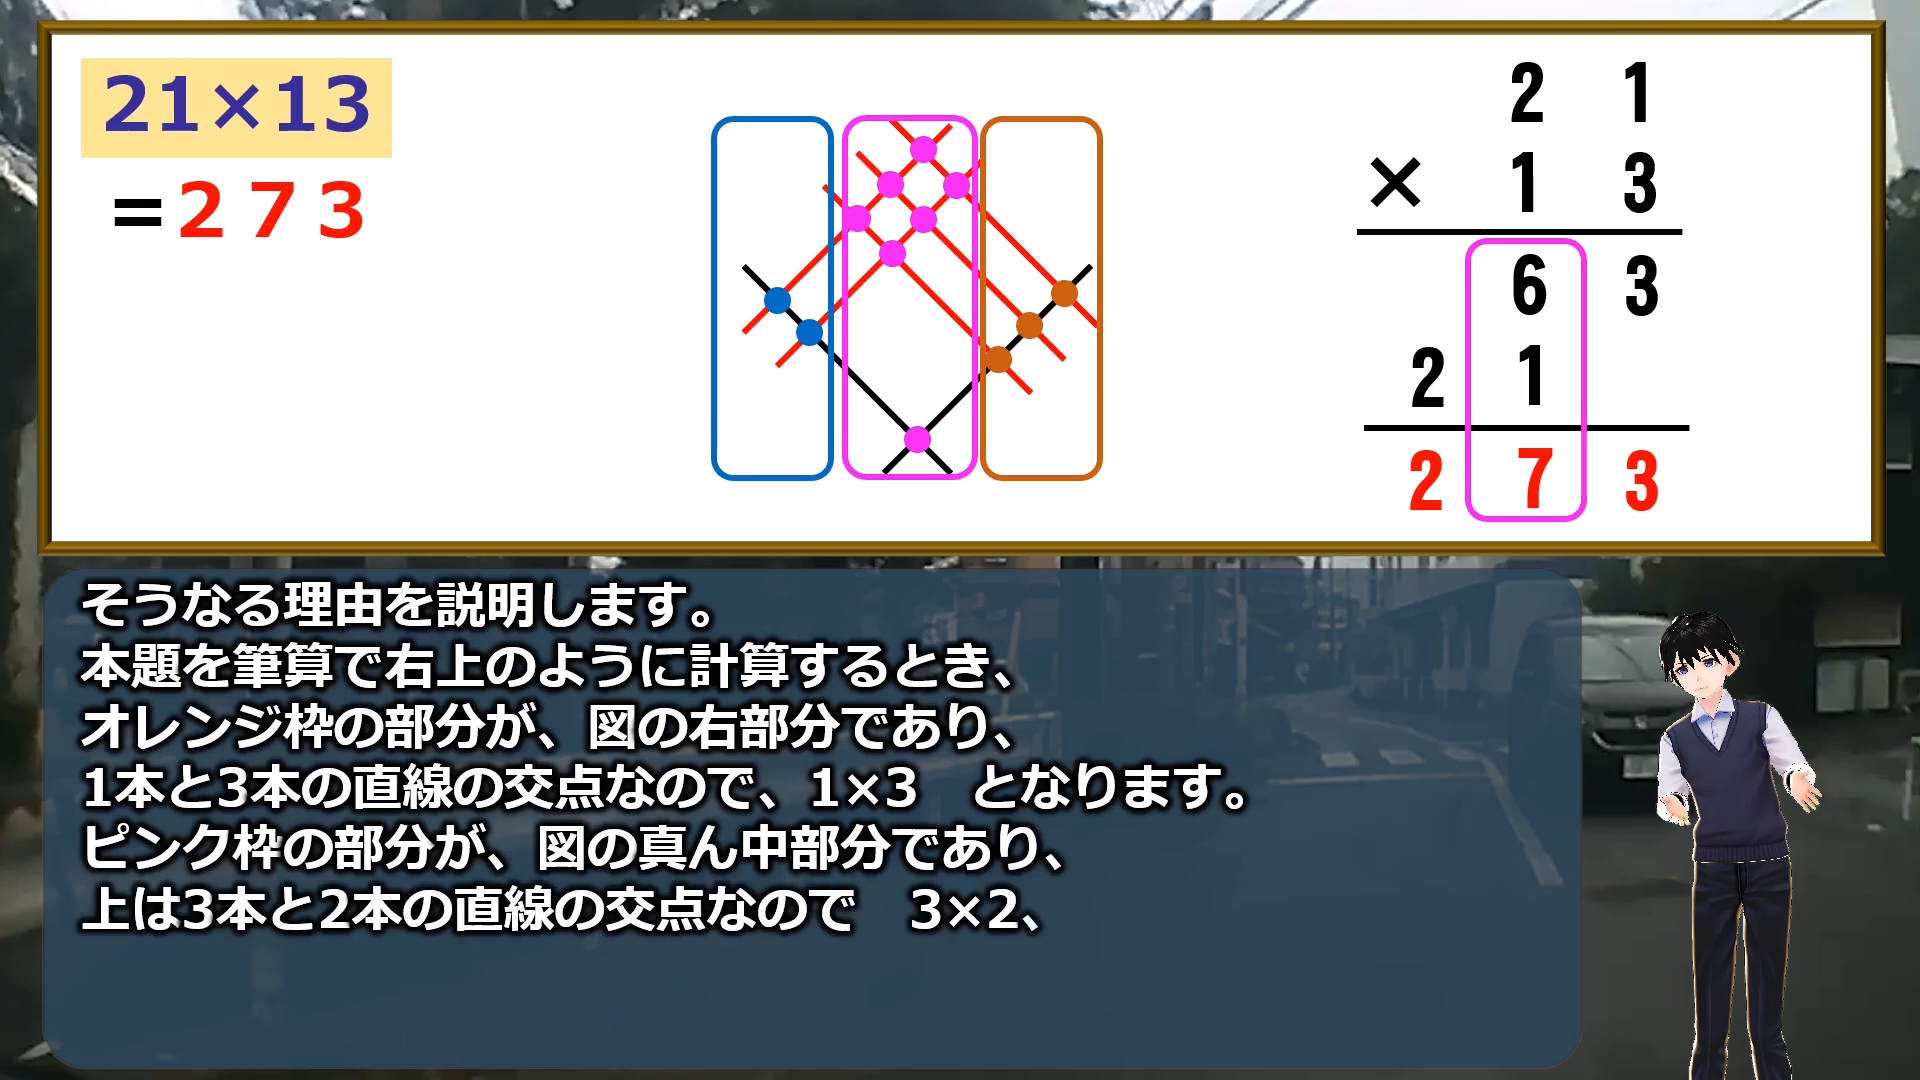 21×13
=273
2 1
× 1 3
6 3
2 1
2 7 3
そうなる理由を説明します。
本題を筆算で右上のように計算するとき、
オレンジ枠の部分が、図の右部分であり、
1本と3本の直線の交点なので、1×3　となります。
ピンク枠の部分が、図の真ん中部分であり、
上は3本と2本の直線の交点なので　3×2、